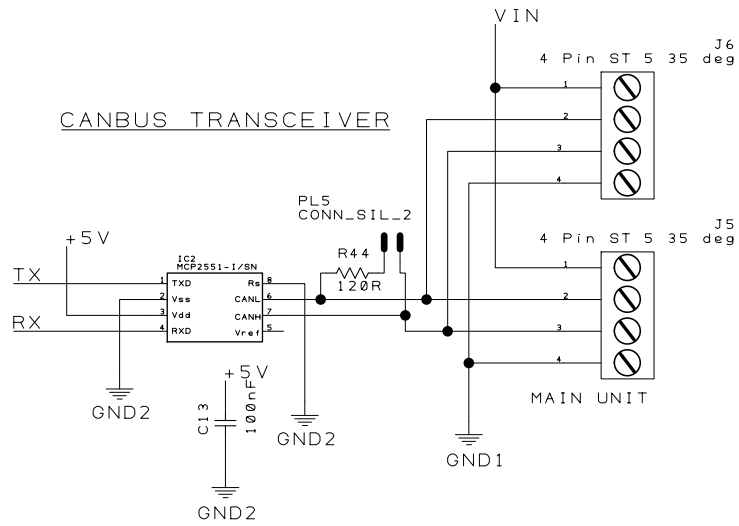 VIN
J6
4 Pin ST 5 35 deg
1
2
3
4
CANBUS TRANSCEIVER
PL5
CONN_SIL_2
J5
4 Pin ST 5 35 deg
1
2
3
4
MAIN UNIT
+5V
R44
120R
IC2
MCP2551-I/SN
TX
1 TXD Rs 8
2 Vss CANL 6
3 Vdd CANH 7
RX
4 RXD Vref 5
GND2
+5V
C13
100nF
GND2
GND2
GND1